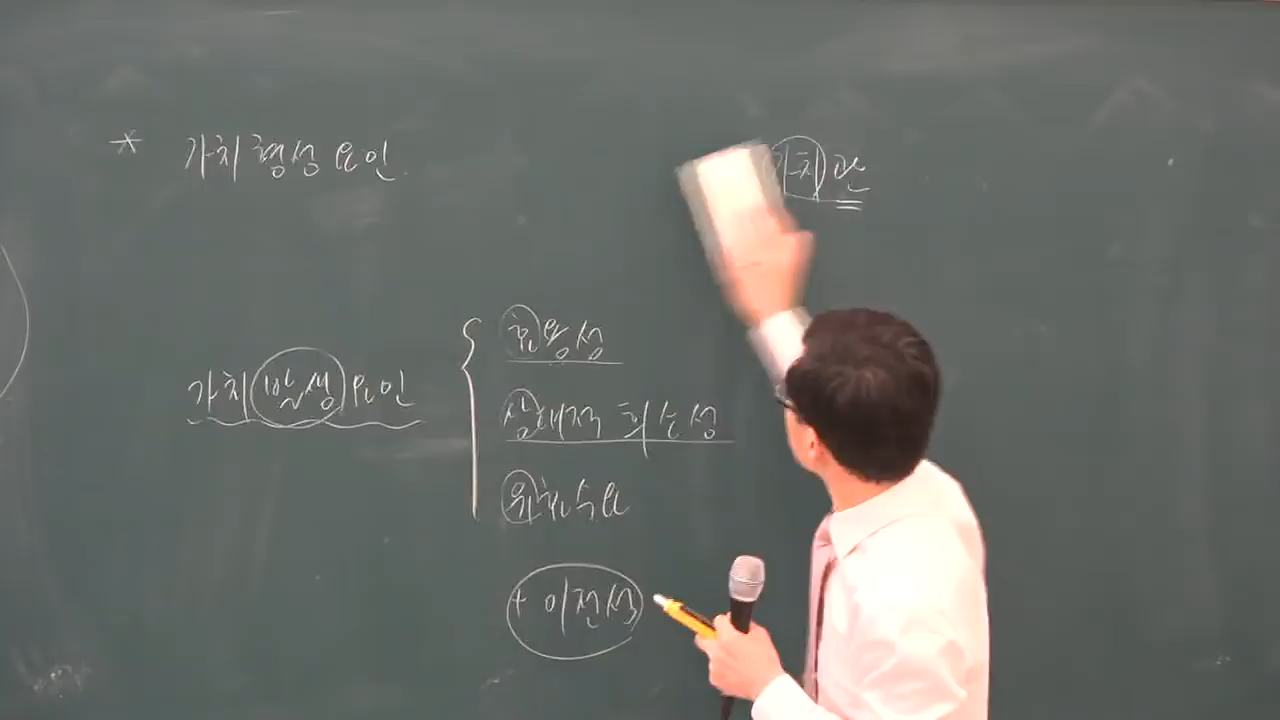 * 가치형성요인
가치관
가치발생요인
효용성
상대적 희소성
유효수요
+ 이전성